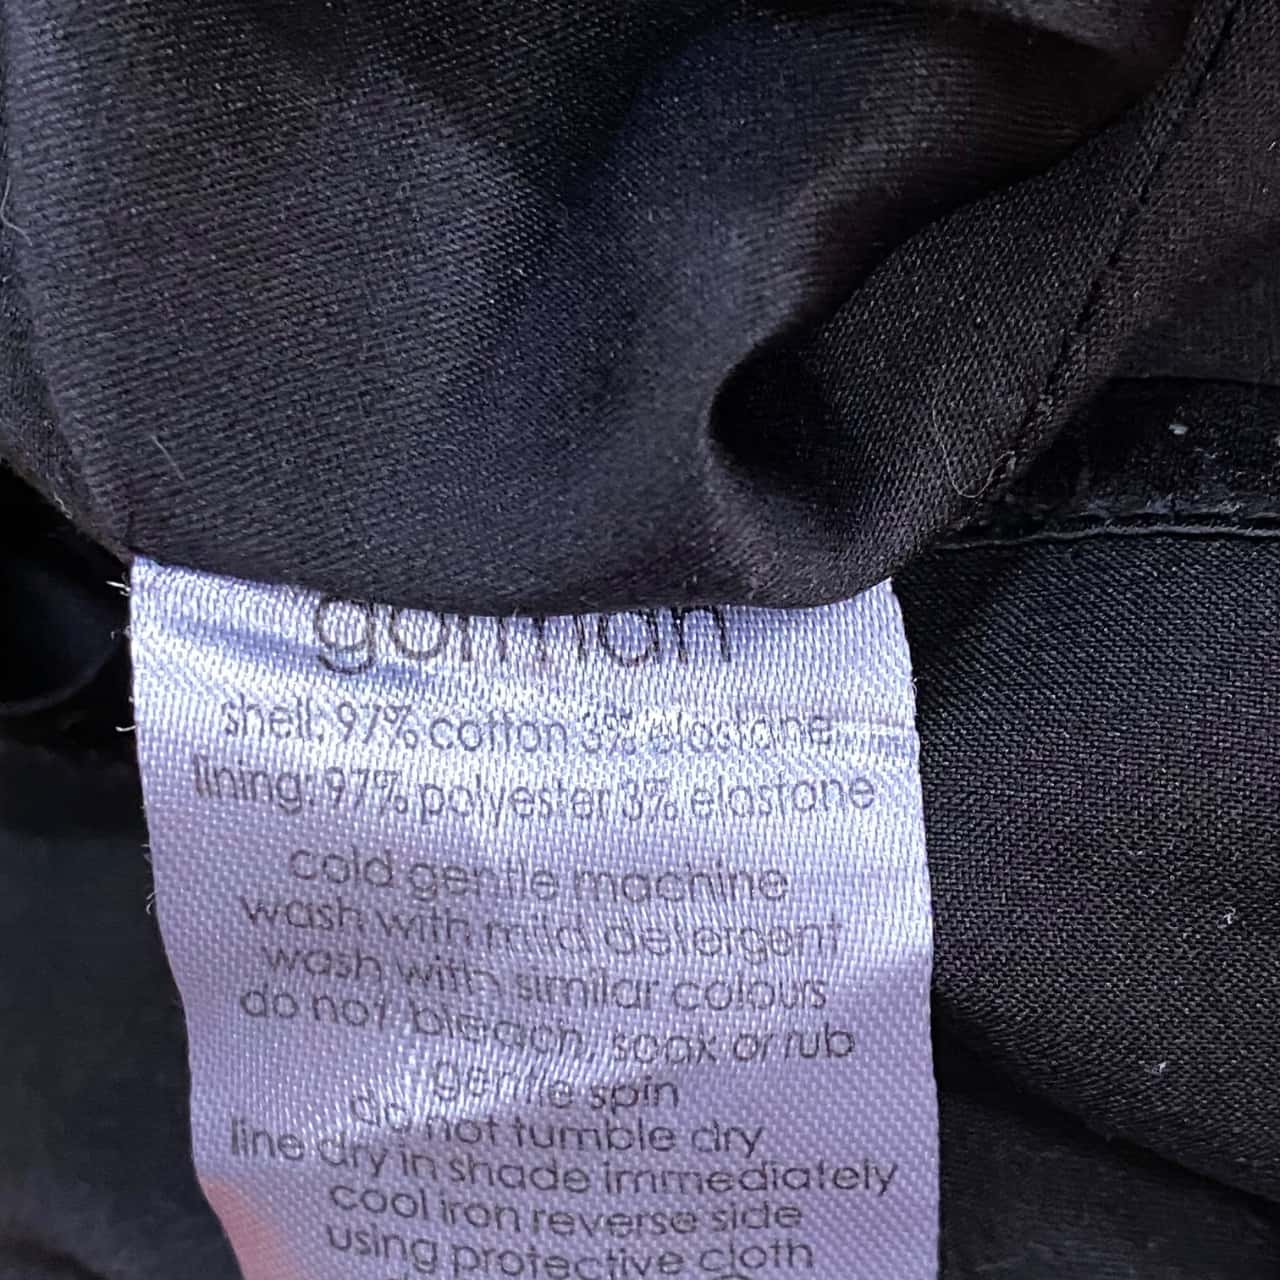 gorman
shell: 97% cotton 3% elastane
lining: 97% polyester 3% elastane
cold gentle machine
wash with mild detergent
wash with similar colours
do not bleach, soak or rub
gentle spin
do not tumble dry
line dry in shade immediately
cool iron reverse side
using protective cloth